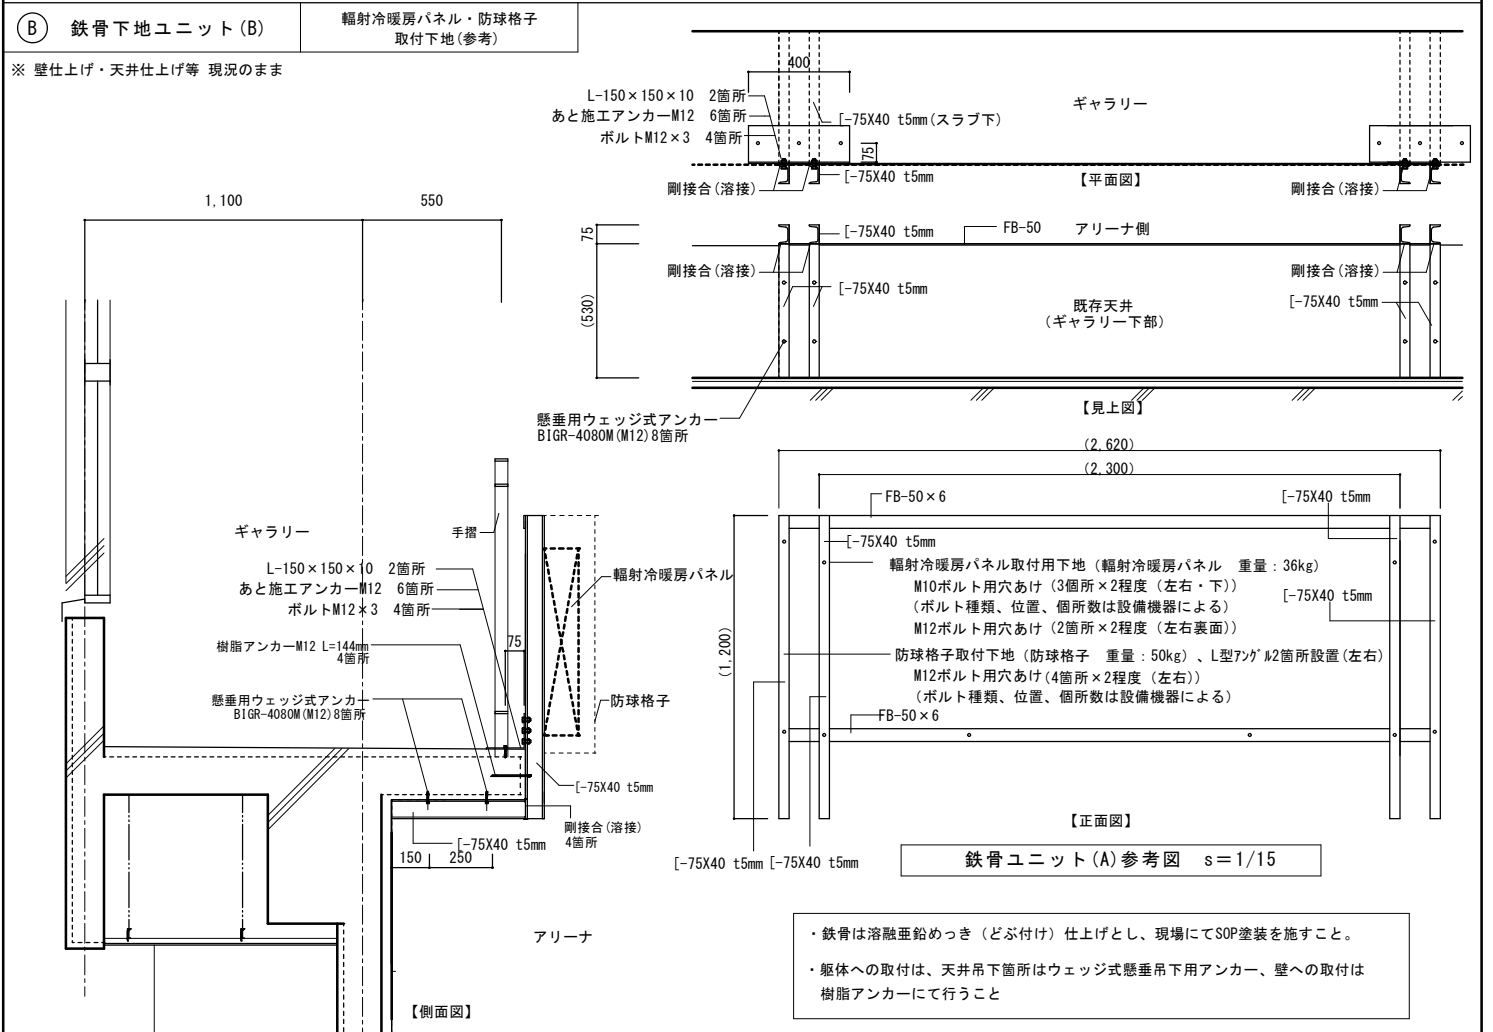 B 鉄骨下地ユニット(B)
輻射冷暖房パネル・防球格子
取付下地(参考)
※ 壁仕上げ・天井仕上げ等 現況のまま
400
L-150×150×10 2箇所
あと施工アンカーM12 6箇所
ボルトM12×3 4箇所
[-75X40 t5mm(スラブ下)
ギャラリー
75
剛接合(溶接)
[-75X40 t5mm
【平面図】
剛接合(溶接)
75
[-75X40 t5mm
FB-50
アリーナ側
剛接合(溶接)
剛接合(溶接)
(530)
[-75X40 t5mm
既存天井
(ギャラリー下部)
[-75X40 t5mm
【見上図】
懸垂用ウェッジ式アンカー
BIGR-4080M(M12)8箇所
1,100
550
ギャラリー
手摺
L-150×150×10 2箇所
あと施工アンカーM12 6箇所
ボルトM12×3 4箇所
輻射冷暖房パネル
75
樹脂アンカーM12 L=144mm
4箇所
懸垂用ウェッジ式アンカー
BIGR-4080M(M12)8箇所
防球格子
[-75X40 t5mm
剛接合(溶接)
4箇所
[-75X40 t5mm
150
250
アリーナ
【側面図】
(2,620)
(2,300)
FB-50×6
[-75X40 t5mm
[-75X40 t5mm
輻射冷暖房パネル取付用下地(輻射冷暖房パネル 重量:36kg)
M10ボルト用穴あけ(3個所×2程度(左右・下))
(ボルト種類、位置、個所数は設備機器による)
[-75X40 t5mm
M12ボルト用穴あけ(2箇所×2程度(左右裏面))
(1,200)
防球格子取付下地(防球格子 重量:50kg)、L型アングル2箇所設置(左右)
M12ボルト用穴あけ(4箇所×2程度(左右))
(ボルト種類、位置、個所数は設備機器による)
FB-50×6
【正面図】
[-75X40 t5mm
[-75X40 t5mm
鉄骨ユニット(A)参考図 s=1/15
・鉄骨は溶融亜鉛めっき(どぶ付け)仕上げとし、現場にてSOP塗装を施すこと。
・躯体への取付は、天井吊下箇所はウェッジ式懸垂吊下用アンカー、壁への取付は
樹脂アンカーにて行うこと